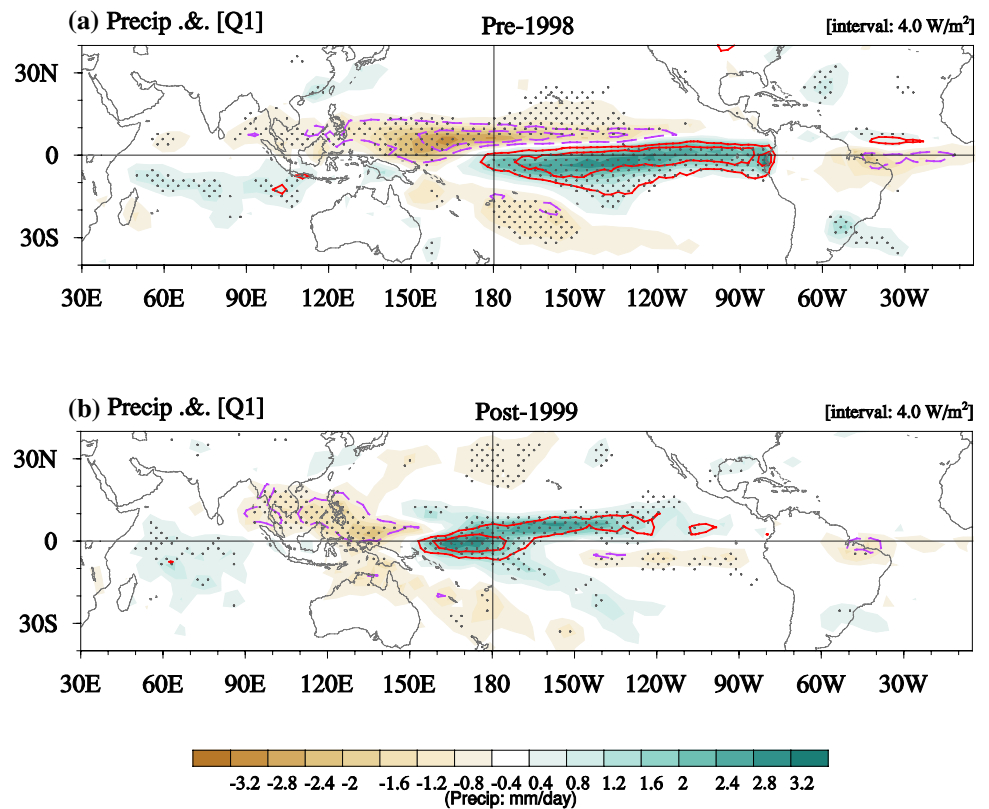 (a) Precip .&. [Q1] Pre-1998 [interval: 4.0 W/m²]
30N
0
30S
30E 60E 90E 120E 150E 180 150W 120W 90W 60W 30W
(b) Precip .&. [Q1] Post-1999 [interval: 4.0 W/m²]
30N
0
30S
30E 60E 90E 120E 150E 180 150W 120W 90W 60W 30W
-3.2 -2.8 -2.4 -2 -1.6 -1.2 -0.8 -0.4 0.4 0.8 1.2 1.6 2 2.4 2.8 3.2
(Precip: mm/day)